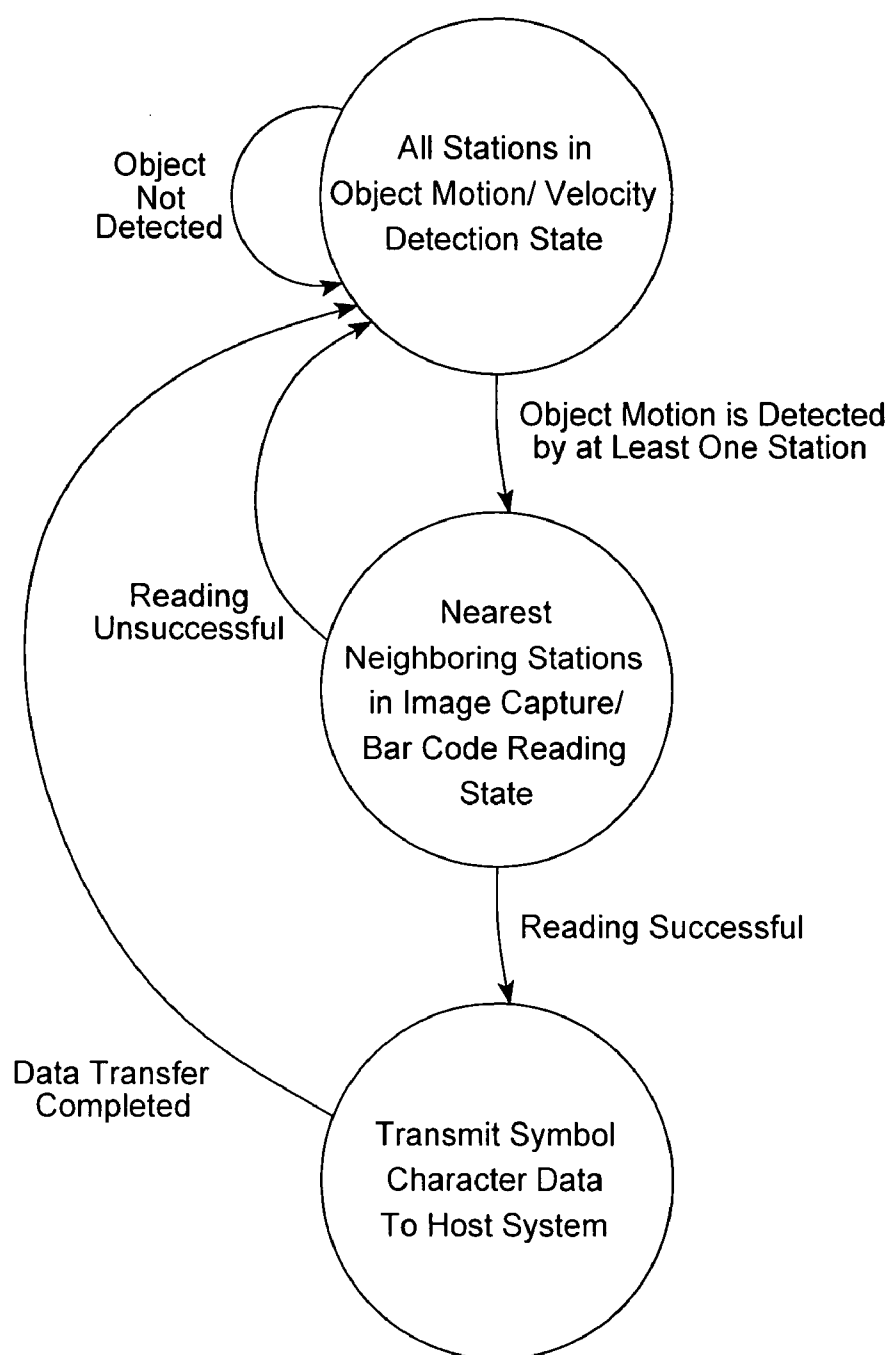 All Stations in
Object Motion/ Velocity
Detection State
Object
Not
Detected
Object Motion is Detected
by at Least One Station
Reading
Unsuccessful
Nearest
Neighboring Stations
in Image Capture/
Bar Code Reading
State
Reading Successful
Data Transfer
Completed
Transmit Symbol
Character Data
To Host System